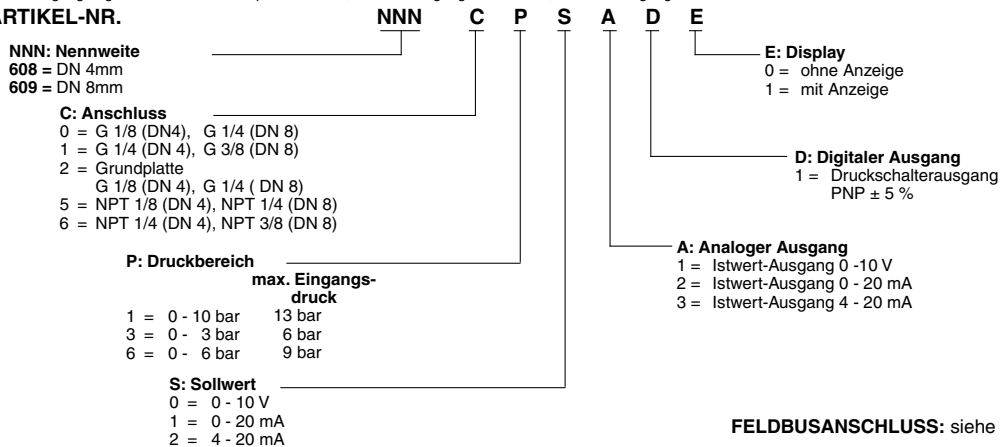 ARTIKEL-NR. NNN C P S A D E
NNN: Nennweite
608 = DN 4mm
609 = DN 8mm
E: Display
0 = ohne Anzeige
1 = mit Anzeige
C: Anschluss
0 = G 1/8 (DN4), G 1/4 (DN 8)
1 = G 1/4 (DN 4), G 3/8 (DN 8)
2 = Grundplatte
G 1/8 (DN 4), G 1/4 ( DN 8)
5 = NPT 1/8 (DN 4), NPT 1/4 (DN 8)
6 = NPT 1/4 (DN 4), NPT 3/8 (DN 8)
D: Digitaler Ausgang
1 = Druckschalterausgang
PNP ± 5 %
A: Analoger Ausgang
1 = Istwert-Ausgang 0 -10 V
2 = Istwert-Ausgang 0 - 20 mA
3 = Istwert-Ausgang 4 - 20 mA
P: Druckbereich
max. Eingangs-
druck
1 = 0 - 10 bar 13 bar
3 = 0 - 3 bar 6 bar
6 = 0 - 6 bar 9 bar
S: Sollwert
0 = 0 - 10 V
1 = 0 - 20 mA
2 = 4 - 20 mA
FELDBUSANSCHLUSS: siehe